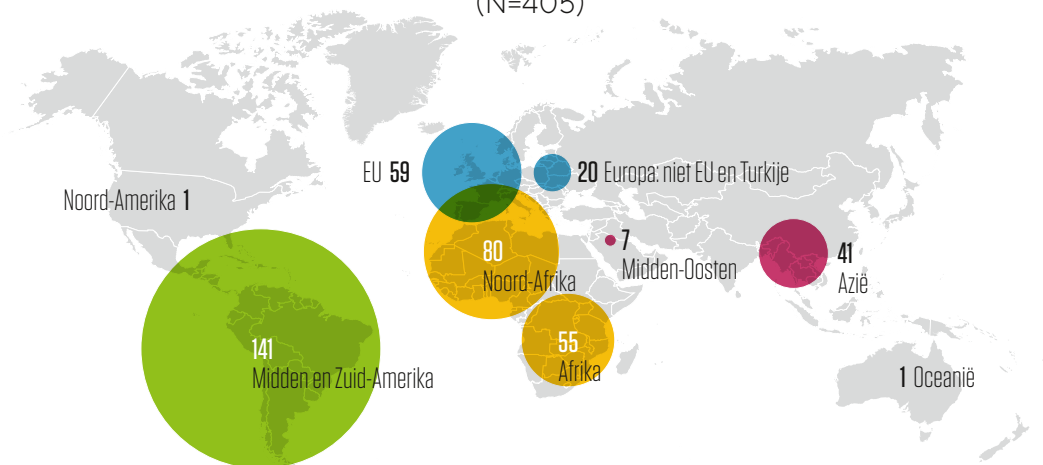 (N=405)
EU 59
20 Europa: niet EU en Turkije
Noord-Amerika 1
80
Noord-Afrika
7
Midden-Oosten
41
Azië
141
Midden en Zuid-Amerika
55
Afrika
1 Oceanië